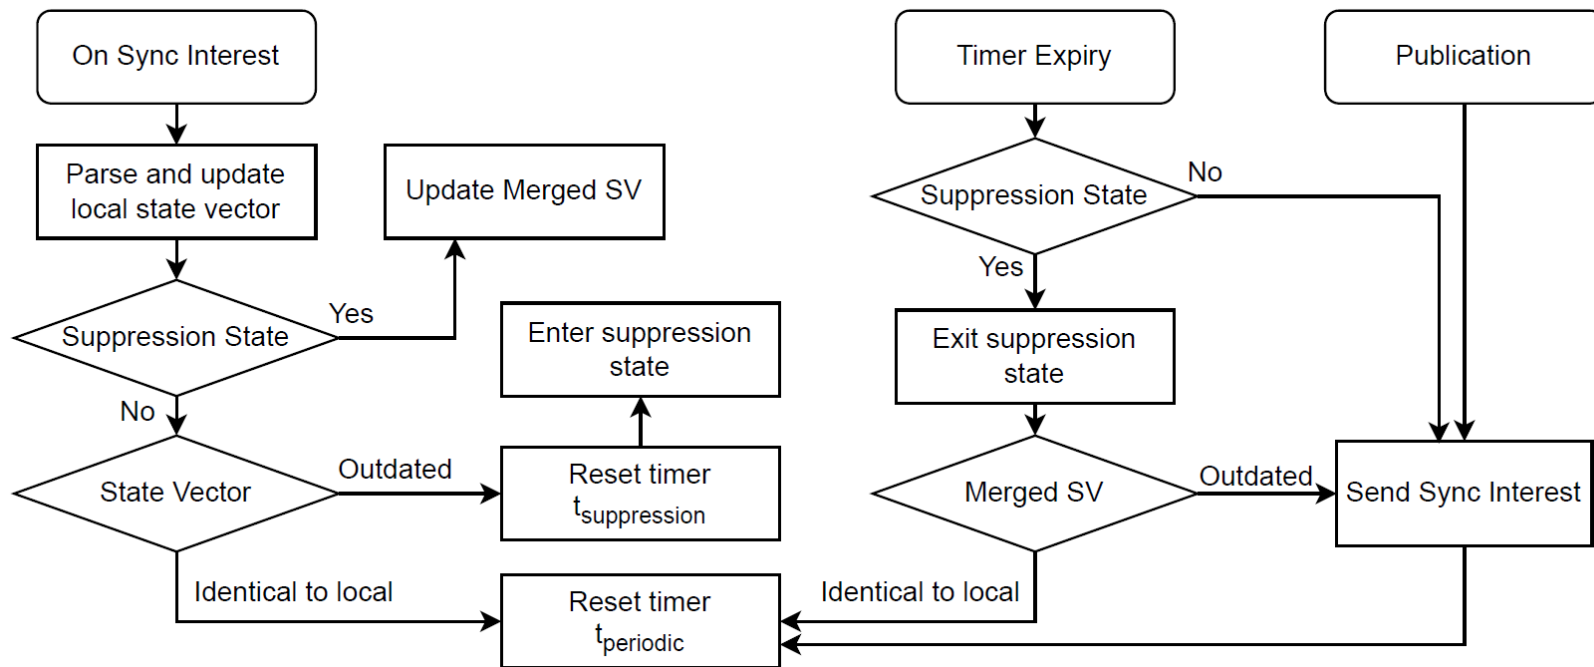 On Sync Interest
Timer Expiry
Publication
Parse and update
local state vector
Update Merged SV
Suppression State
No
Yes
Suppression State
Yes
Enter suppression
state
Exit suppression
state
No
State Vector
Outdated
Reset timer
t_suppression
Merged SV
Outdated
Send Sync Interest
Identical to local
Reset timer
t_periodic
Identical to local